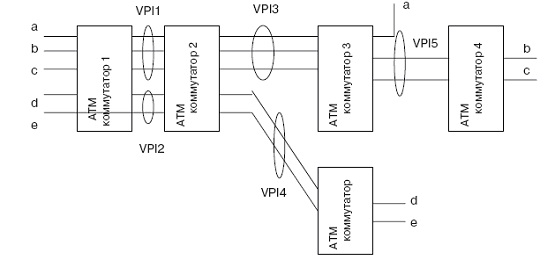 a
VPI1
VPI3
a
b
c
d
e
АТМ
коммутатор 1
АТМ
коммутатор 2
АТМ
коммутатор 3
VPI5
АТМ
коммутатор 4
b
c
VPI2
VPI4
АТМ
коммутатор
d
e